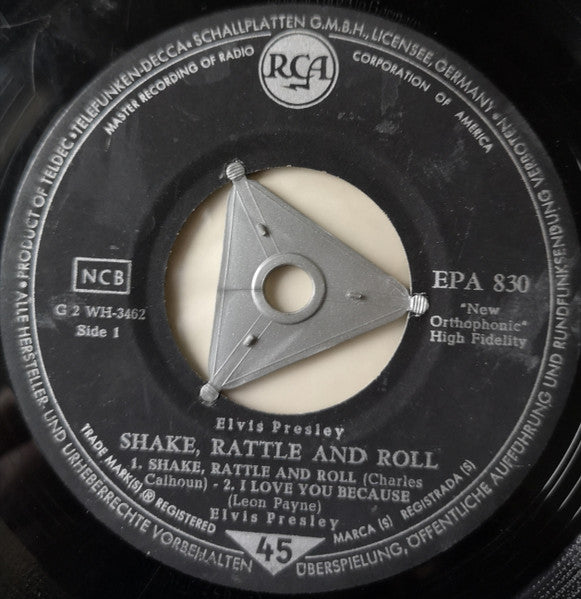 PRODUCT OF TELDEC • „TELEFUNKEN-DECCA" SCHALLPLATTEN G.M.B.H., LICENSEE, GERMANY.
MASTER RECORDING OF RADIO CORPORATION OF AMERICA
RCA
NCB
G 2 WH-3462
Side 1
EPA 830
"New
Orthophonic"
High Fidelity
Elvis Presley
SHAKE, RATTLE AND ROLL
1. SHAKE, RATTLE AND ROLL (Charles
Calhoun) - 2. I LOVE YOU BECAUSE
(Leon Payne)
Elvis Presley
TRADE MARK(S) ® REGISTERED
MARCA (S) REGISTRADA (S)
45
ALLE HERSTELLER- UND URHEBERRECHTE VORBEHALTEN
ÜBERSPIELUNG, ÖFFENTLICHE AUFFÜHRUNG UND RUNDFUNKSENDUNG VERBOTEN